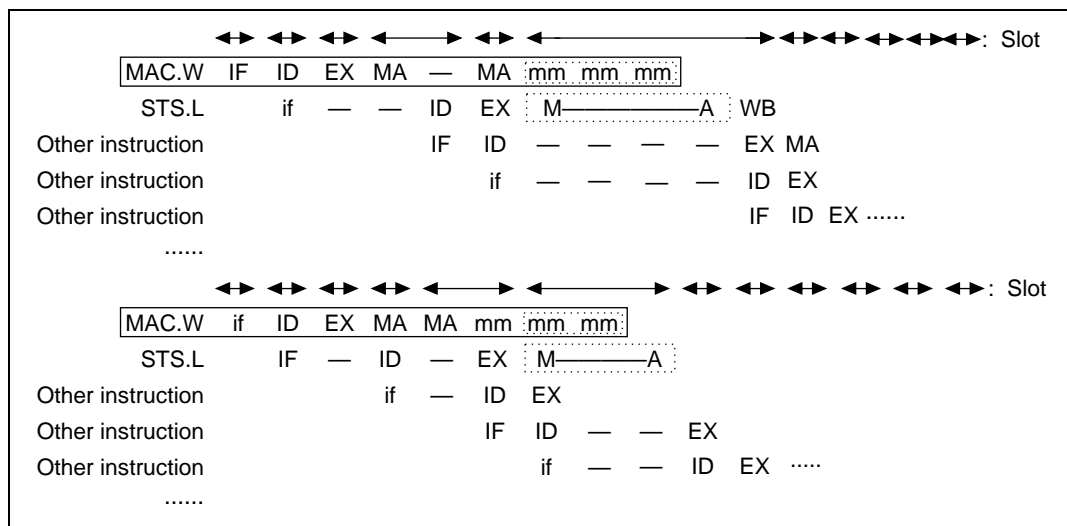 : Slot
MAC.W IF ID EX MA — MA mm mm mm
STS.L if — — ID EX M———————A WB
Other instruction IF ID — — — — EX MA
Other instruction if — — — — ID EX
Other instruction IF ID EX ......
......
: Slot
MAC.W if ID EX MA MA mm mm mm
STS.L IF — ID — EX M—————A
Other instruction if — ID EX
Other instruction IF ID — — EX
Other instruction if — — ID EX .....
......